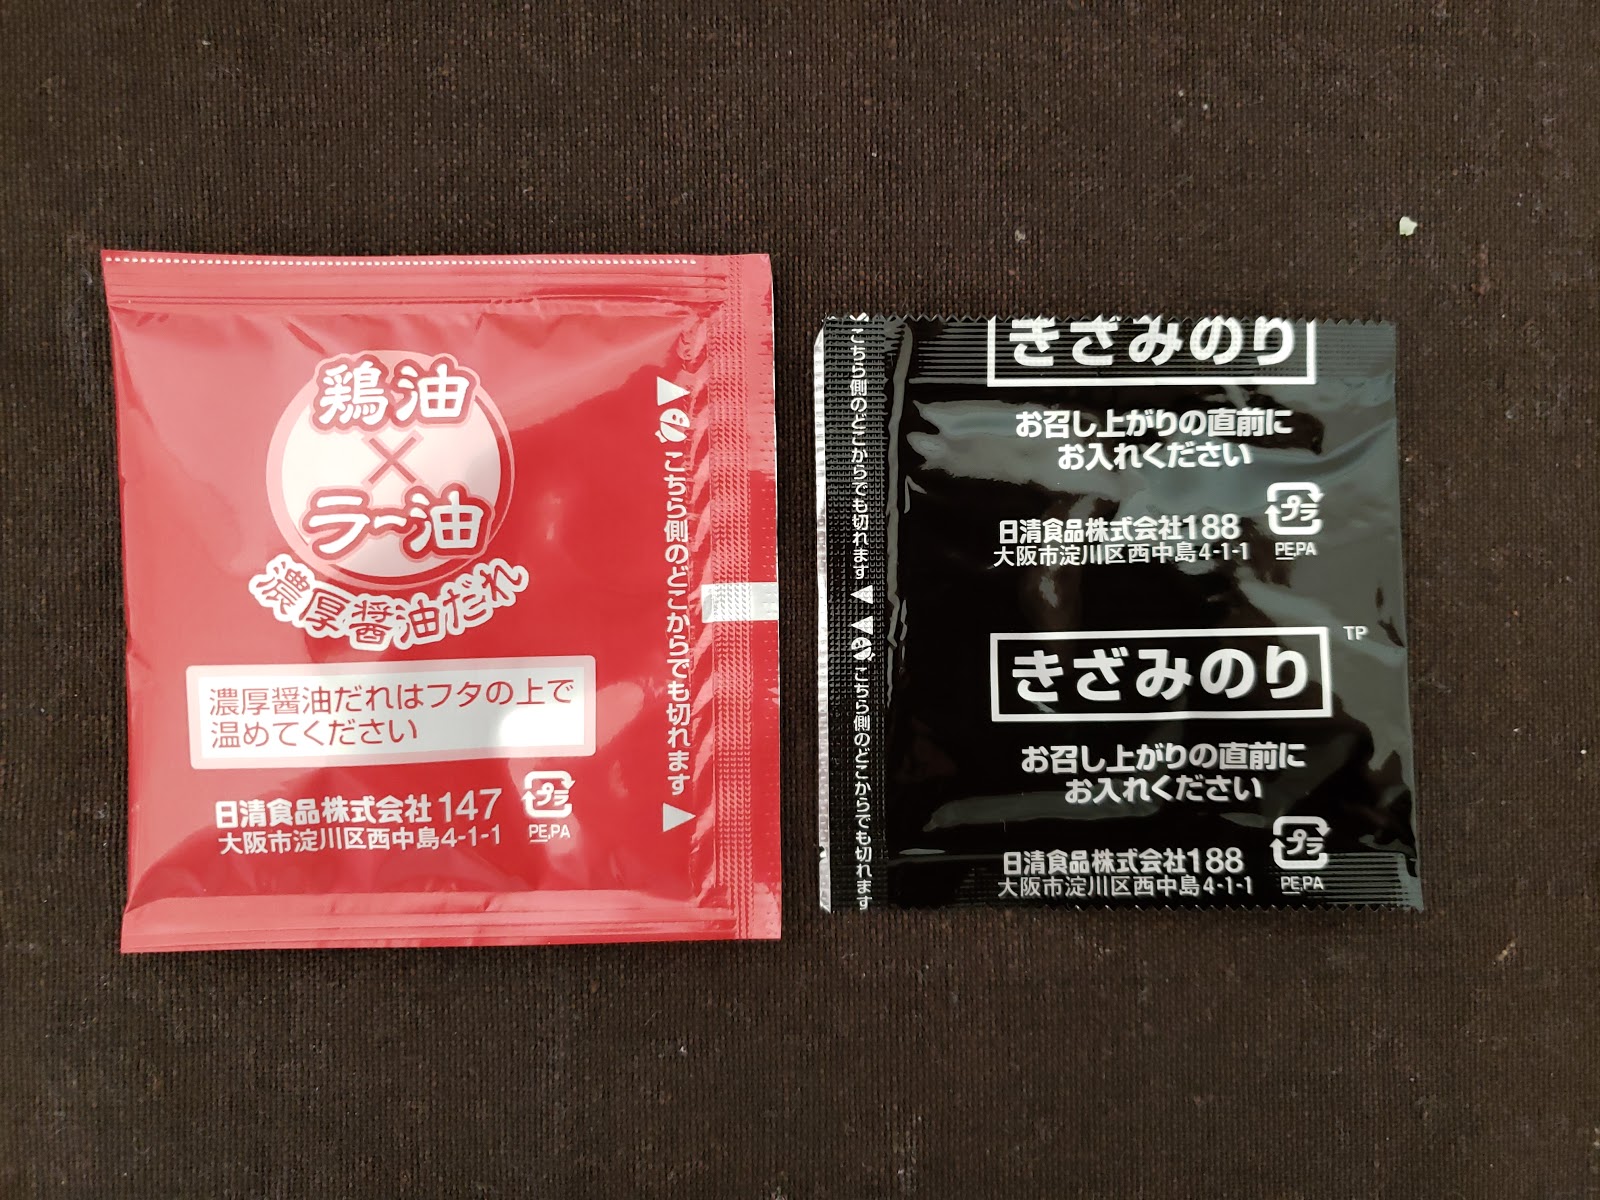 鶏油
×
ラー油
濃厚醤油だれ
濃厚醤油だれはフタの上で
温めてください
日清食品株式会社147
大阪市淀川区西中島4-1-1
プラ
PE,PA
こちら側のどこからでも切れます
こちら側のどこからでも切れます
こちら側のどこからでも切れます
きざみのり
お召し上がりの直前に
お入れください
日清食品株式会社188
大阪市淀川区西中島4-1-1
プラ
PE,PA
TP
きざみのり
お召し上がりの直前に
お入れください
日清食品株式会社188
大阪市淀川区西中島4-1-1
プラ
PE,PA